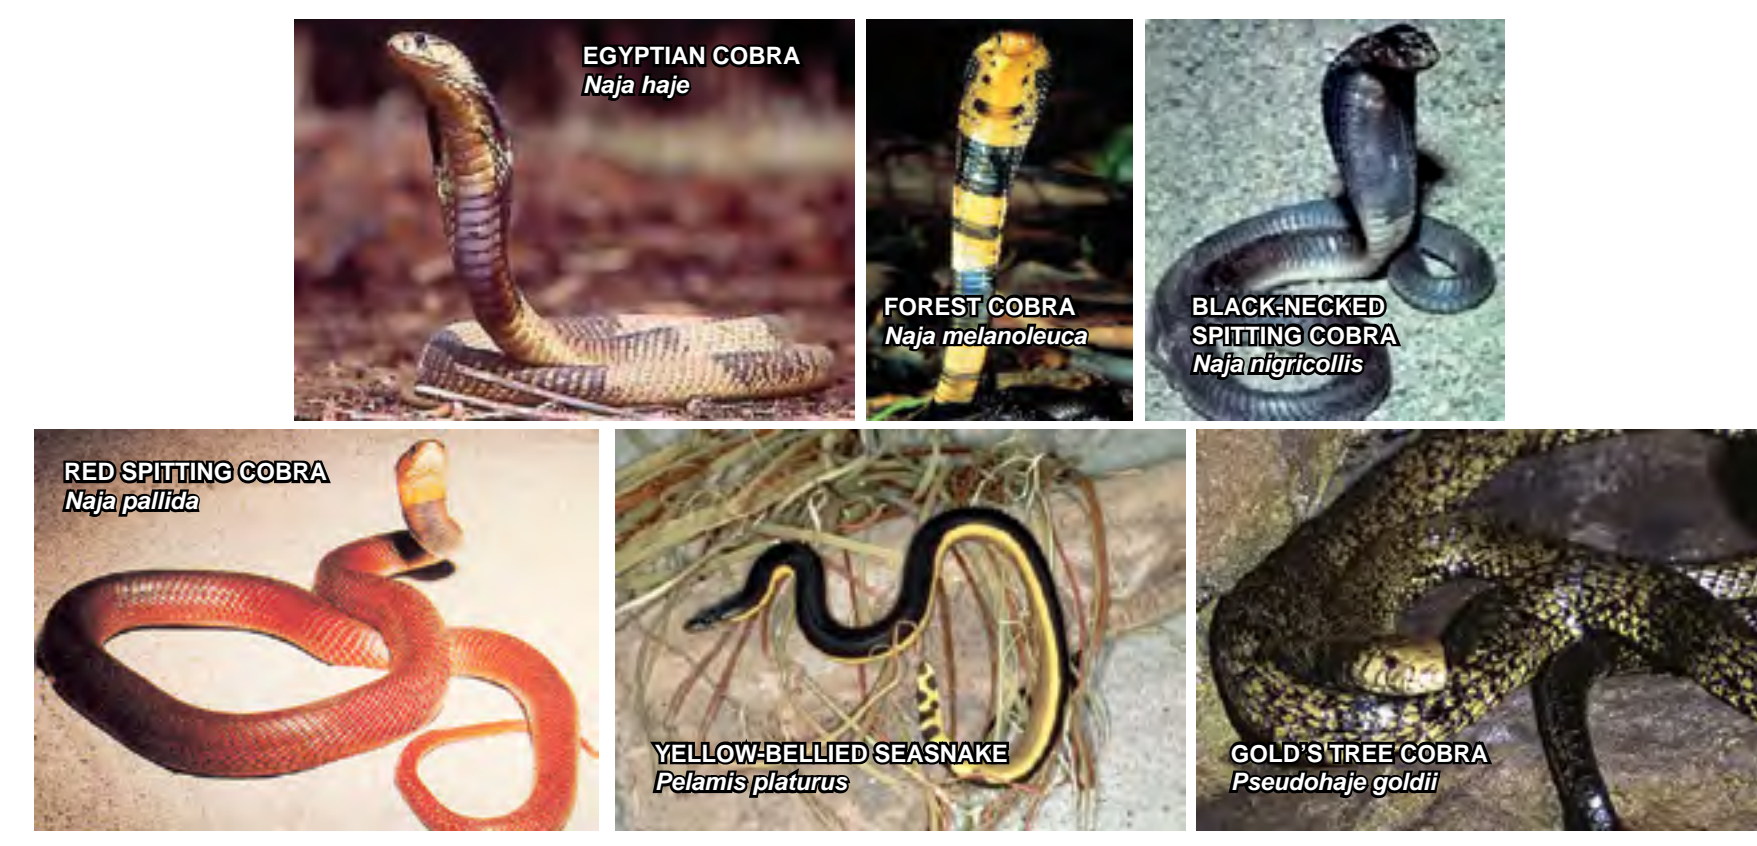 EGYPTIAN COBRA
Naja haje
FOREST COBRA
Naja melanoleuca
BLACK-NECKED
SPITTING COBRA
Naja nigricollis
RED SPITTING COBRA
Naja pallida
YELLOW-BELLIED SEASNAKE
Pelamis platurus
GOLD'S TREE COBRA
Pseudohaje goldii